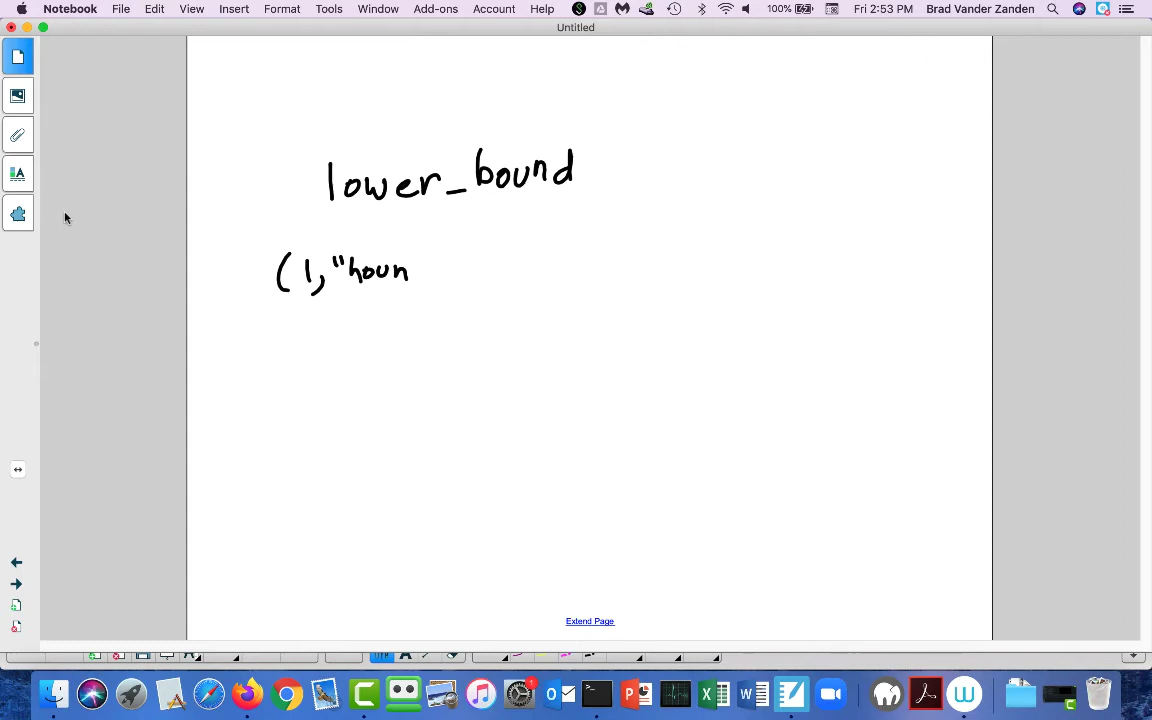 Notebook File Edit View Insert Format Tools Window Add-ons Account Help 100% Fri 2:53 PM Brad Vander Zanden
Untitled
lower_bound
(1,"houn
Extend Page